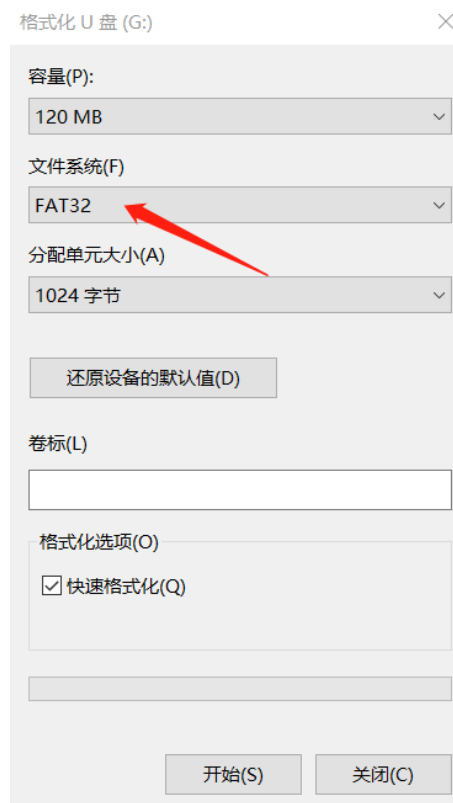 格式化 U 盘 (G:)
容量(P):
120 MB
文件系统(F)
FAT32
分配单元大小(A)
1024 字节
还原设备的默认值(D)
卷标(L)
格式化选项(O)
快速格式化(Q)
开始(S)
关闭(C)